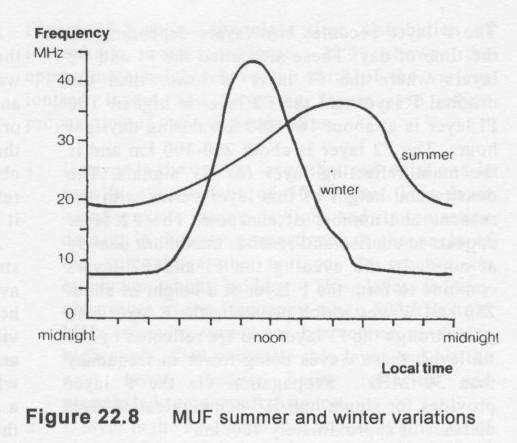 Frequency
MHz
40
30
20
10
0
summer
winter
midnight
noon
midnight
Local time
Figure 22.8 MUF-summer and winter variations